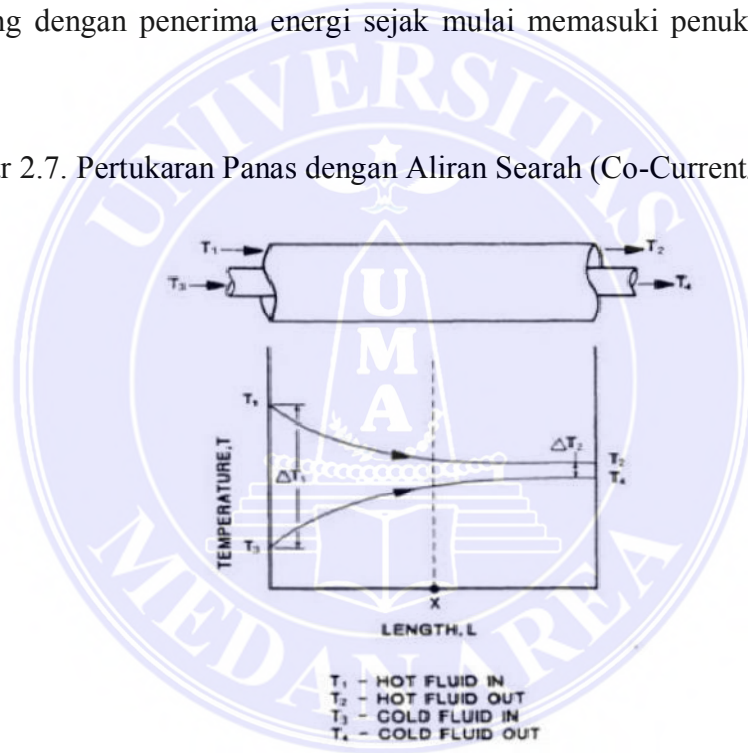 ng dengan penerima energi sejak mulai memasuki penuk
r 2.7. Pertukaran Panas dengan Aliran Searah (Co-Current
T₁ T₂
T₃ T₄
T₁
ΔT₂
T₂
ΔT₁
T₄
TEMPERATURE,T
T₃
X
LENGTH, L
T₁ - HOT FLUID IN
T₂ - HOT FLUID OUT
T₃ - COLD FLUID IN
T₄ - COLD FLUID OUT
UNIVERSITAS
UMA
MEDAN AREA